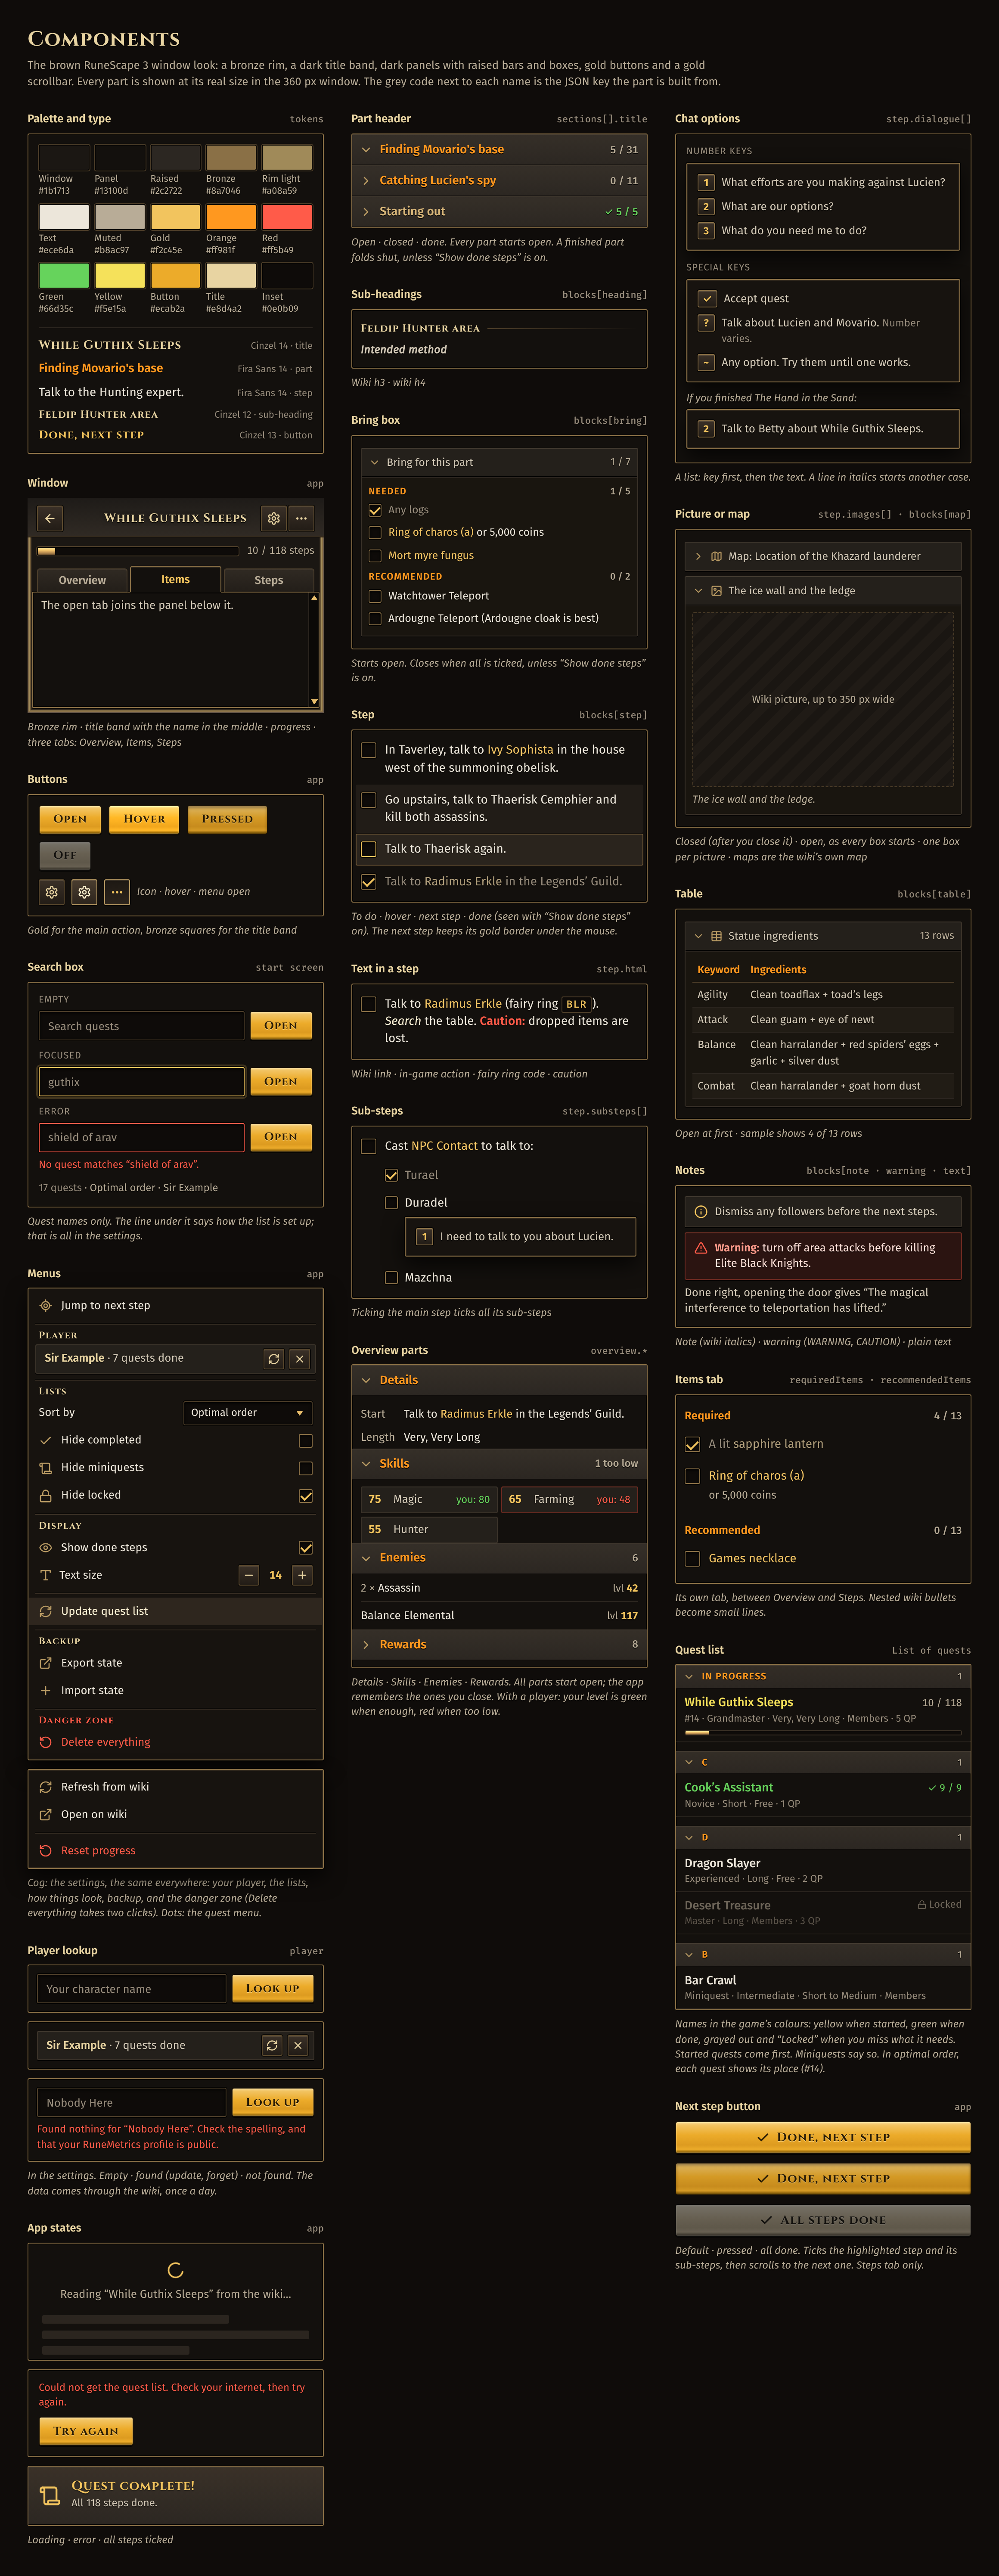 Components
The brown RuneScape 3 window look: a bronze rim, a dark title band, dark panels with raised bars and boxes, gold buttons and a gold
scrollbar. Every part is shown at its real size in the 360 px window. The grey code next to each name is the JSON key the part is built from.
Palette and type tokens
Window Panel Raised Bronze Rim light
#1b1713 #13100d #2c2722 #8a7046 #a08a59
Text Muted Gold Orange Red
#ece6da #b8ac97 #f2c45e #ff981f #ff5b49
Green Yellow Button Title Inset
#66d35c #f5e15a #ecab2a #e8d4a2 #0e0b09
While Guthix Sleeps Cinzel 14 · title
Finding Movario's base Fira Sans 14 · part
Talk to the Hunting expert. Fira Sans 14 · step
Feldip Hunter area Cinzel 12 · sub-heading
Done, next step Cinzel 13 · button
Window app
While Guthix Sleeps
10 / 118 steps
Overview Items Steps
The open tab joins the panel below it.
Bronze rim · title band with the name in the middle · progress ·
three tabs: Overview, Items, Steps
Buttons app
Open Hover Pressed
Off
Icon · hover · menu open
Gold for the main action, bronze squares for the title band
Search box start screen
EMPTY
Search quests Open
FOCUSED
guthix Open
ERROR
shield of arav Open
No quest matches “shield of arav”.
17 quests · Optimal order · Sir Example
Quest names only. The line under it says how the list is set up;
that is all in the settings.
Menus app
Jump to next step
Player
Sir Example · 7 quests done
Lists
Sort by Optimal order
Hide completed
Hide miniquests
Hide locked
Display
Show done steps
Text size − 14 +
Update quest list
Backup
Export state
Import state
Danger zone
Delete everything
Refresh from wiki
Open on wiki
Reset progress
Cog: the settings, the same everywhere: your player, the lists,
how things look, backup, and the danger zone (Delete
everything takes two clicks). Dots: the quest menu.
Player lookup player
Your character name Look up
Sir Example · 7 quests done
Nobody Here Look up
Found nothing for “Nobody Here”. Check the spelling, and
that your RuneMetrics profile is public.
In the settings. Empty · found (update, forget) · not found. The
data comes through the wiki, once a day.
App states app
Reading “While Guthix Sleeps” from the wiki…
Could not get the quest list. Check your internet, then try
again.
Try again
Quest complete!
All 118 steps done.
Loading · error · all steps ticked
Part header sections[].title
Finding Movario's base 5 / 31
Catching Lucien's spy 0 / 11
Starting out ✓ 5 / 5
Open · closed · done. Every part starts open. A finished part
folds shut, unless “Show done steps” is on.
Sub-headings blocks[heading]
Feldip Hunter area
Intended method
Wiki h3 · wiki h4
Bring box blocks[bring]
Bring for this part 1 / 7
NEEDED 1 / 5
Any logs
Ring of charos (a) or 5,000 coins
Mort myre fungus
RECOMMENDED 0 / 2
Watchtower Teleport
Ardougne Teleport (Ardougne cloak is best)
Starts open. Closes when all is ticked, unless “Show done steps”
is on.
Step blocks[step]
In Taverley, talk to Ivy Sophista in the house
west of the summoning obelisk.
Go upstairs, talk to Thaerisk Cemphier and
kill both assassins.
Talk to Thaerisk again.
Talk to Radimus Erkle in the Legends’ Guild.
To do · hover · next step · done (seen with “Show done steps”
on). The next step keeps its gold border under the mouse.
Text in a step step.html
Talk to Radimus Erkle (fairy ring BLR).
Search the table. Caution: dropped items are
lost.
Wiki link · in-game action · fairy ring code · caution
Sub-steps step.substeps[]
Cast NPC Contact to talk to:
Turael
Duradel
1 I need to talk to you about Lucien.
Mazchna
Ticking the main step ticks all its sub-steps
Overview parts overview.*
Details
Start Talk to Radimus Erkle in the Legends’ Guild.
Length Very, Very Long
Skills 1 too low
75 Magic you: 80 65 Farming you: 48
55 Hunter
Enemies 6
2 × Assassin lvl 42
Balance Elemental lvl 117
Rewards 8
Details · Skills · Enemies · Rewards. All parts start open; the app
remembers the ones you close. With a player: your level is green
when enough, red when too low.
Chat options step.dialogue[]
NUMBER KEYS
1 What efforts are you making against Lucien?
2 What are our options?
3 What do you need me to do?
SPECIAL KEYS
✓ Accept quest
? Talk about Lucien and Movario. Number
varies.
~ Any option. Try them until one works.
If you finished The Hand in the Sand:
2 Talk to Betty about While Guthix Sleeps.
A list: key first, then the text. A line in italics starts another case.
Picture or map step.images[] · blocks[map]
Map: Location of the Khazard launderer
The ice wall and the ledge
Wiki picture, up to 350 px wide
The ice wall and the ledge.
Closed (after you close it) · open, as every box starts · one box
per picture · maps are the wiki’s own map
Table blocks[table]
Statue ingredients 13 rows
Keyword Ingredients
Agility Clean toadflax + toad’s legs
Attack Clean guam + eye of newt
Balance Clean harralander + red spiders’ eggs +
garlic + silver dust
Combat Clean harralander + goat horn dust
Open at first · sample shows 4 of 13 rows
Notes blocks[note · warning · text]
Dismiss any followers before the next steps.
Warning: turn off area attacks before killing
Elite Black Knights.
Done right, opening the door gives “The magical
interference to teleportation has lifted.”
Note (wiki italics) · warning (WARNING, CAUTION) · plain text
Items tab requiredItems · recommendedItems
Required 4 / 13
A lit sapphire lantern
Ring of charos (a)
or 5,000 coins
Recommended 0 / 13
Games necklace
Its own tab, between Overview and Steps. Nested wiki bullets
become small lines.
Quest list List of quests
IN PROGRESS 1
While Guthix Sleeps 10 / 118
#14 · Grandmaster · Very, Very Long · Members · 5 QP
C 1
Cook’s Assistant ✓ 9 / 9
Novice · Short · Free · 1 QP
D 1
Dragon Slayer
Experienced · Long · Free · 2 QP
Desert Treasure Locked
Master · Long · Members · 3 QP
B 1
Bar Crawl
Miniquest · Intermediate · Short to Medium · Members
Names in the game’s colours: yellow when started, green when
done, grayed out and “Locked” when you miss what it needs.
Started quests come first. Miniquests say so. In optimal order,
each quest shows its place (#14).
Next step button app
✓ Done, next step
✓ Done, next step
✓ All steps done
Default · pressed · all done. Ticks the highlighted step and its
sub-steps, then scrolls to the next one. Steps tab only.